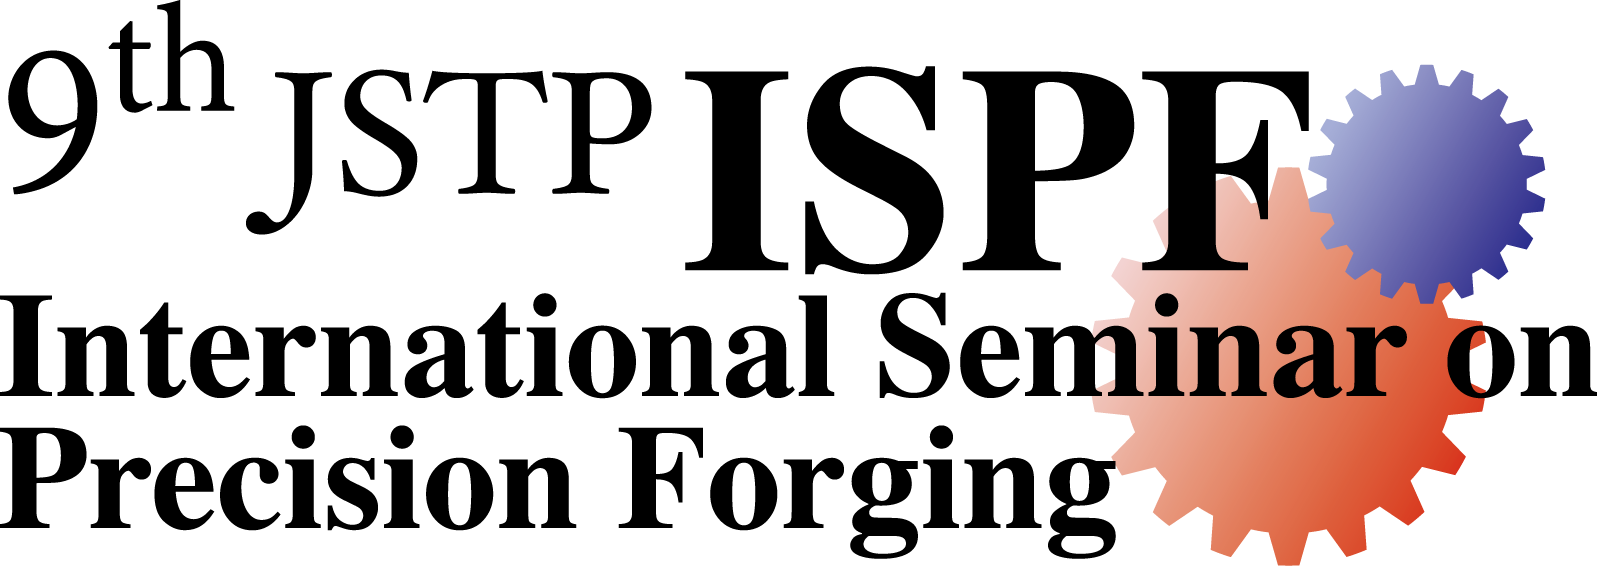 9th JSTP ISPF
International Seminar on
Precision Forging